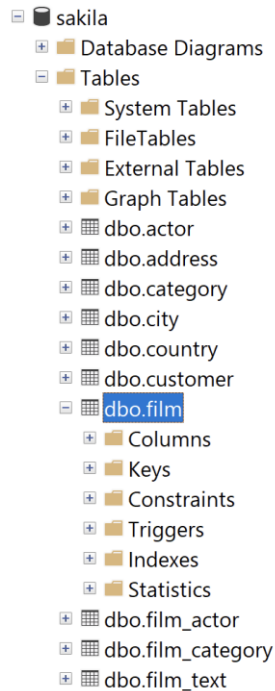 sakila
Database Diagrams
Tables
System Tables
FileTables
External Tables
Graph Tables
dbo.actor
dbo.address
dbo.category
dbo.city
dbo.country
dbo.customer
dbo.film
Columns
Keys
Constraints
Triggers
Indexes
Statistics
dbo.film_actor
dbo.film_category
dbo.film_text